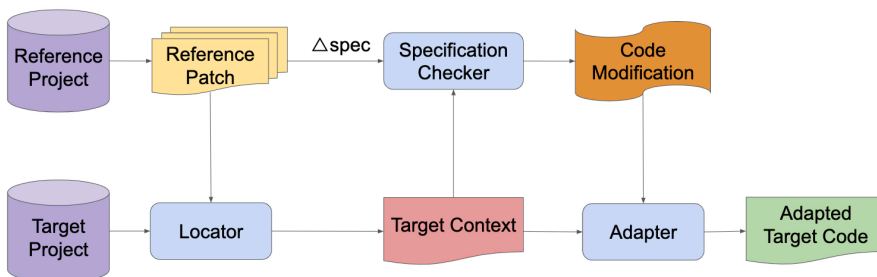 Reference
Project
Reference
Patch
△spec
Specification
Checker
Code
Modification
Target
Project
Locator
Target Context
Adapter
Adapted
Target Code